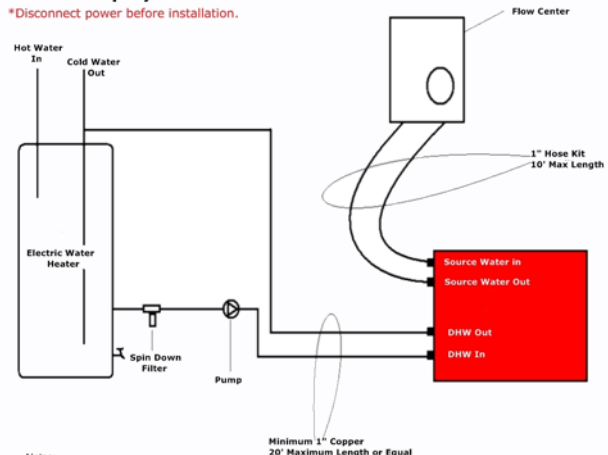 *Disconnect power before installation.
Flow Center
Hot Water
In
Cold Water
Out
1" Hose Kit
10' Max Length
Electric Water
Heater
Source Water in
Source Water Out
DHW Out
DHW In
Spin Down
Filter
Pump
Minimum 1" Copper
20' Maximum Length or Equal